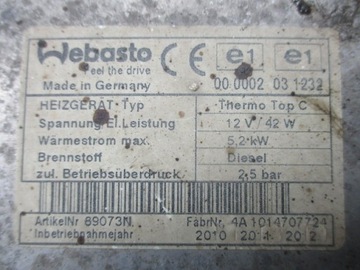 Webasto
Feel the drive
CE e1 e1
Made in Germany 00 0002 03 1232
HEIZGERÄT-Typ Thermo Top C
Spannung/El.Leistung 12 V / 42 W
Wärmestrom max. 5,2 kW
Brennstoff Diesel
zul. Betriebsüberdruck 2,5 bar
ArtikelNr 89073N FabrNr. 4A1014707724
Inbetriebnahmejahr 2010 2011 2012